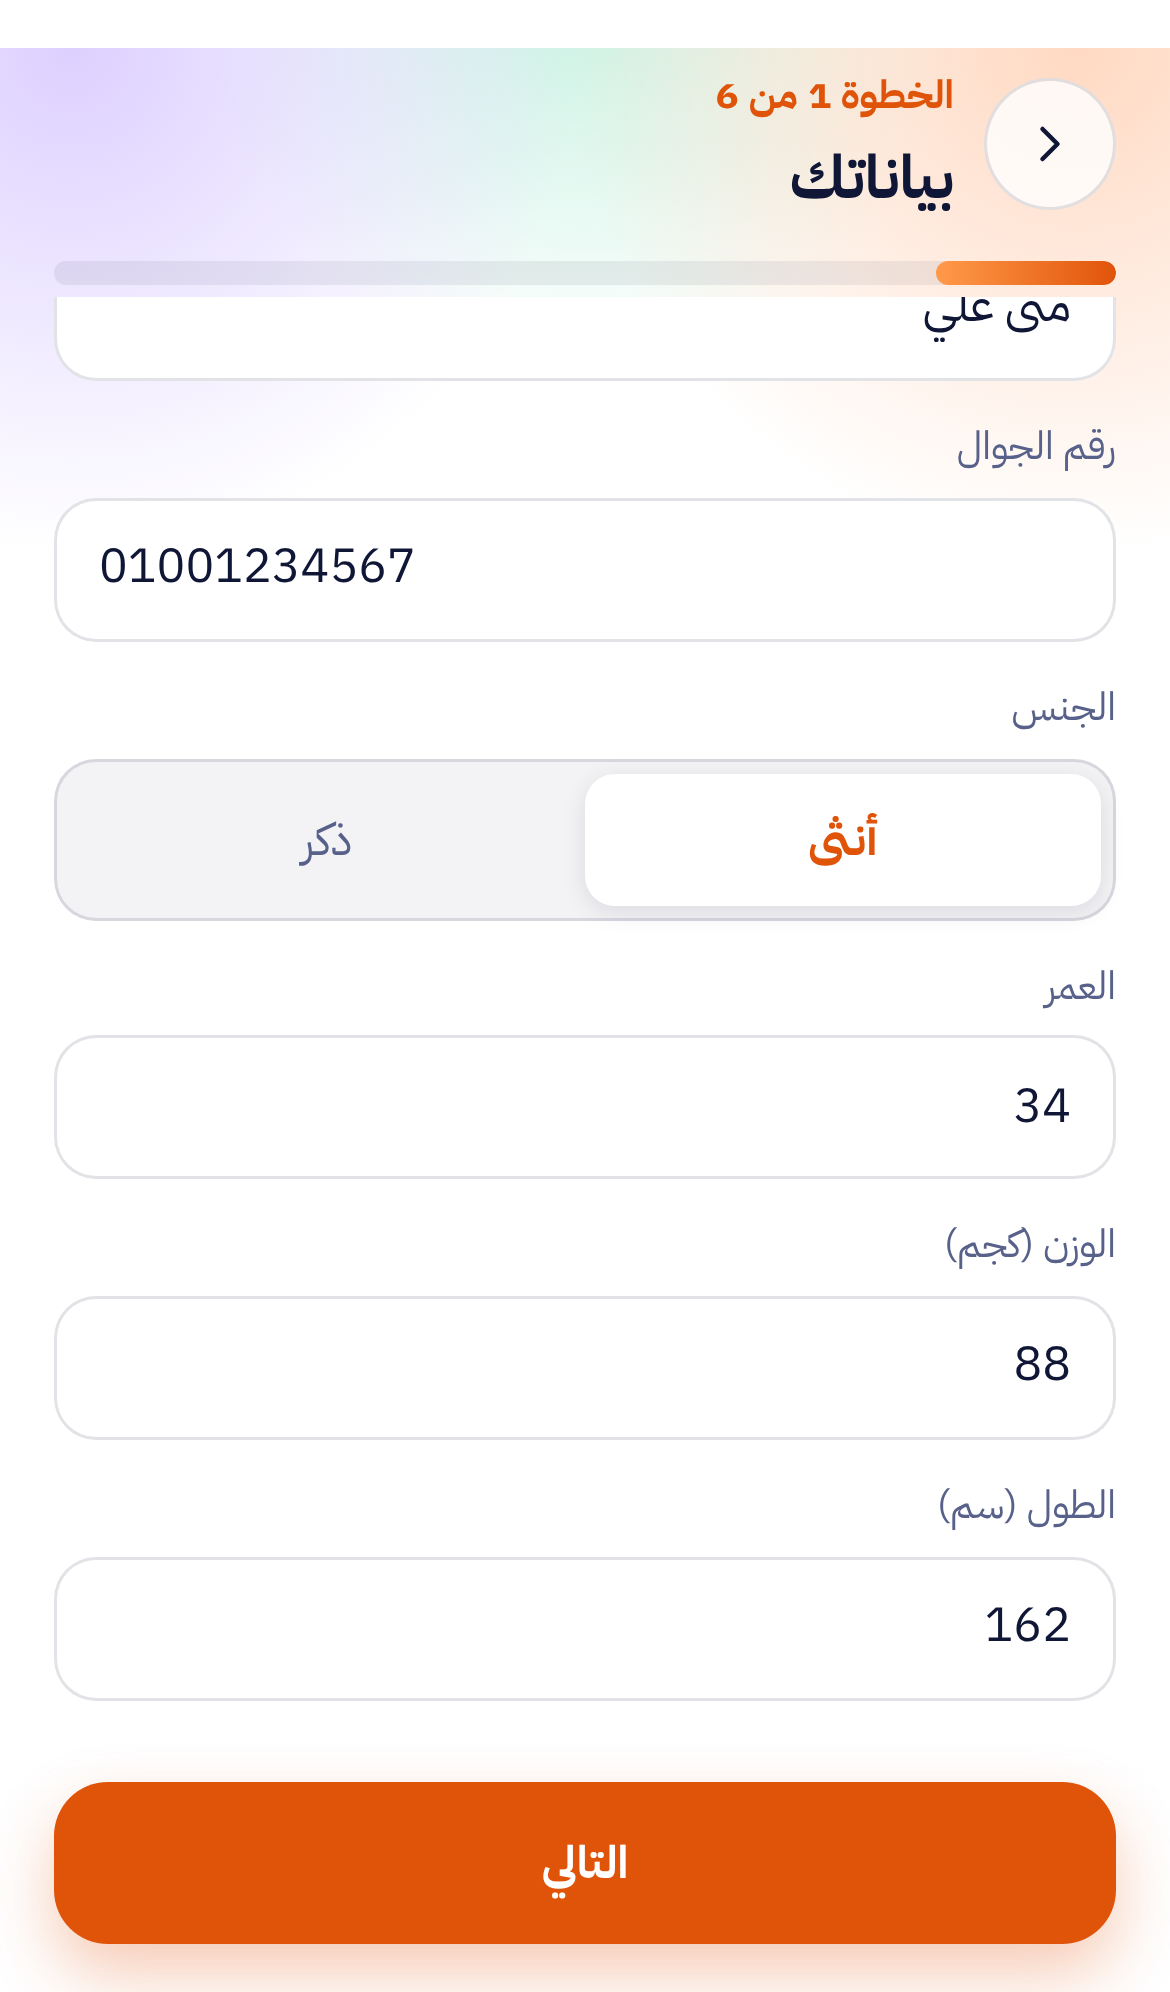 الخطوة 1 من 6
بياناتك
منى علي
رقم الجوال
01001234567
الجنس
أنثى
ذكر
العمر
34
الوزن (كجم)
88
الطول (سم)
162
التالي